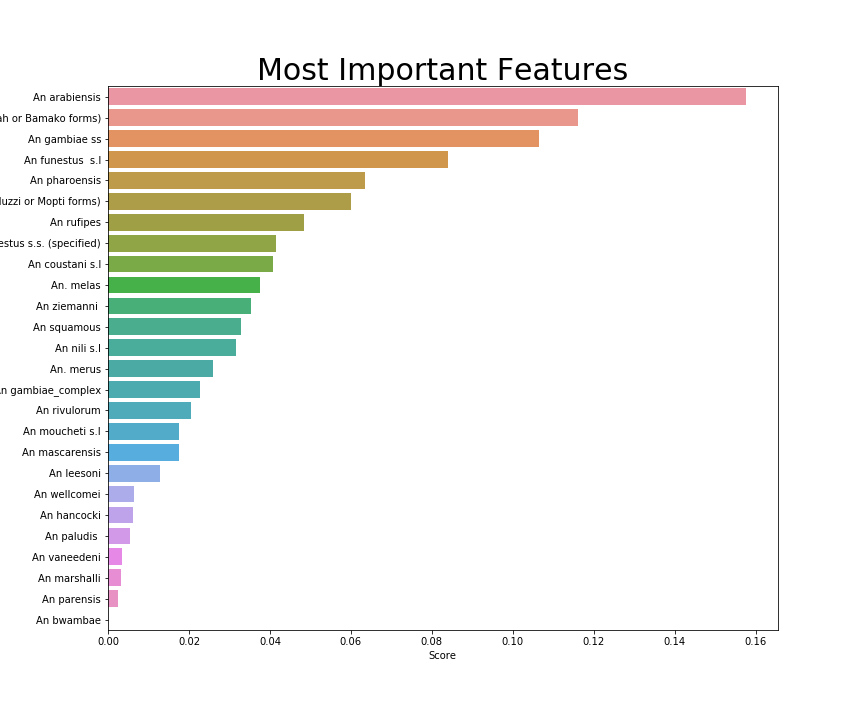 Most Important Features
An arabiensis
or Bamako forms)
An gambiae ss
An funestus  s.l
An pharoensis
or Mopti forms)
An rufipes
s.s. (specified)
An coustani s.l
An. melas
An ziemanni
An squamous
An nili s.l
An. merus
gambiae_complex
An rivulorum
An moucheti s.l
An mascarensis
An leesoni
An wellcomei
An hancocki
An paludis
An vaneedeni
An marshalli
An parensis
An bwambae
0.00 0.02 0.04 0.06 0.08 0.10 0.12 0.14 0.16
Score